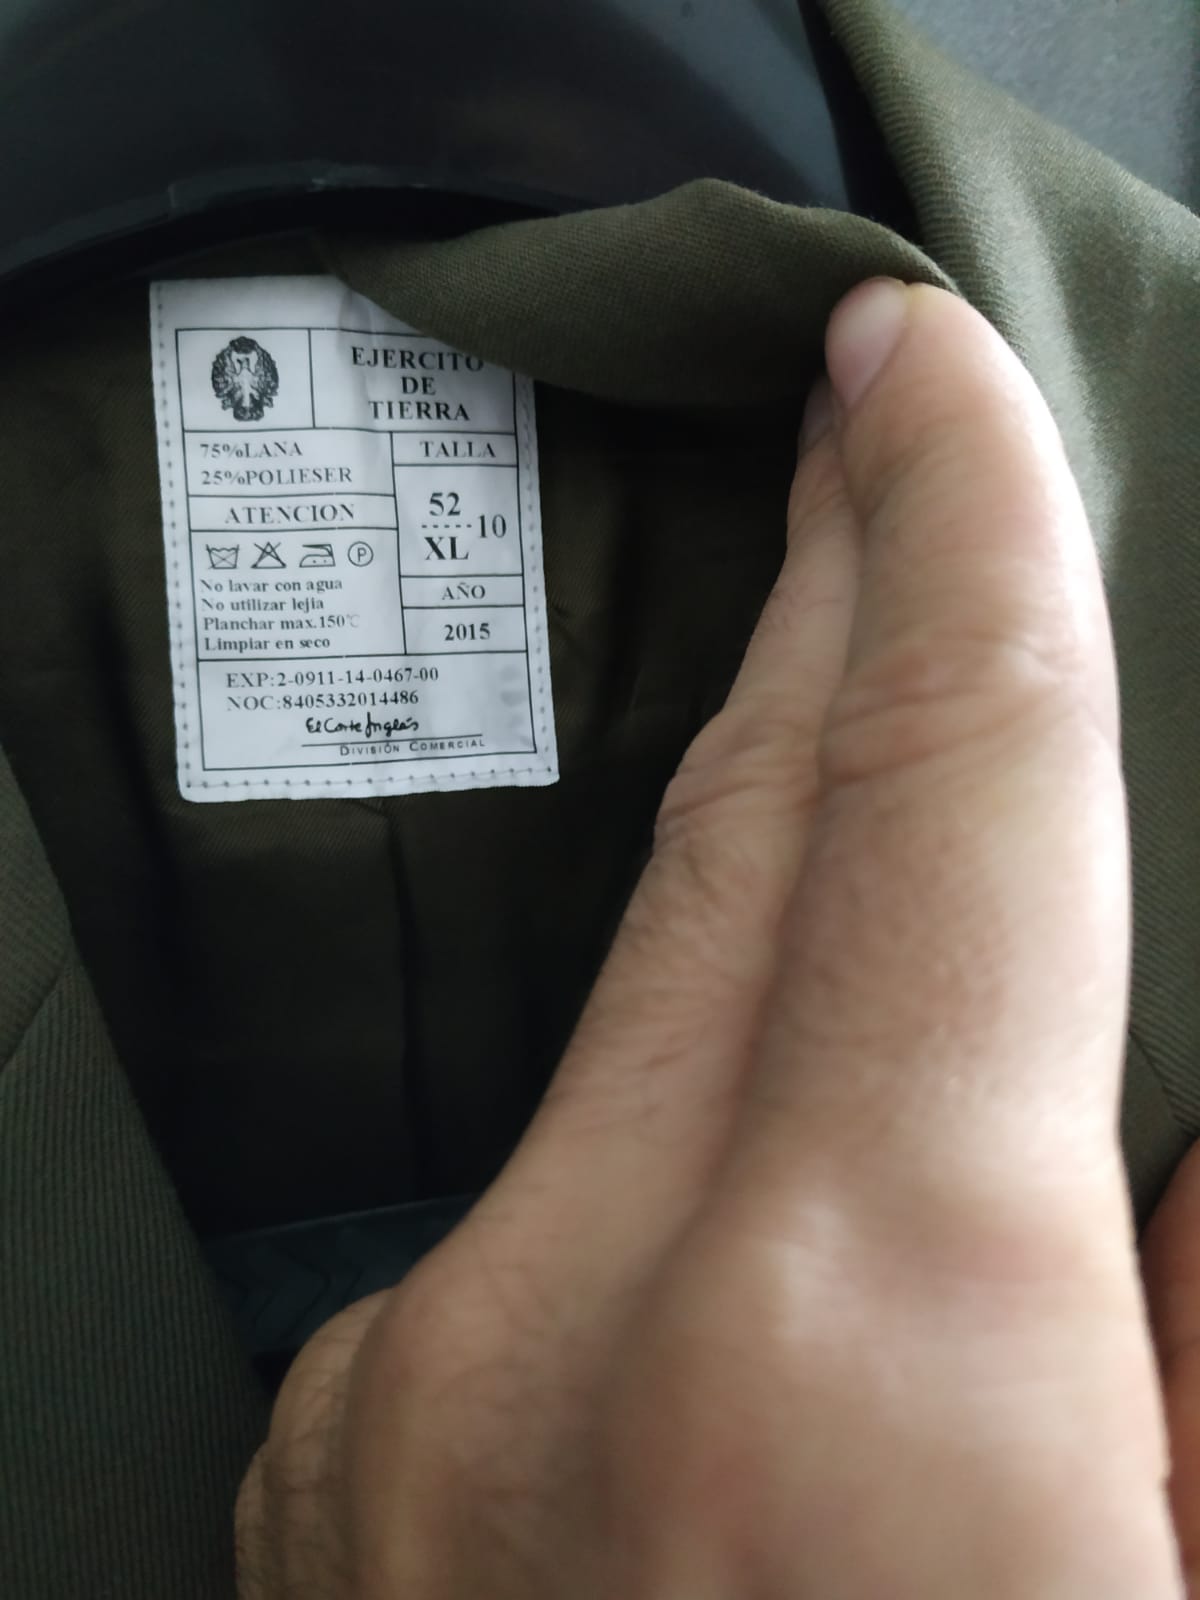 EJERCITO
DE
TIERRA
75%LANA
25%POLIESER
TALLA
52
10
XL
ATENCION
P
No lavar con agua
No utilizar lejia
Planchar max.150℃
Limpiar en seco
AÑO
2015
EXP:2-0911-14-0467-00
NOC:8405332014486
El Corte Inglés
DIVISIÓN COMERCIAL